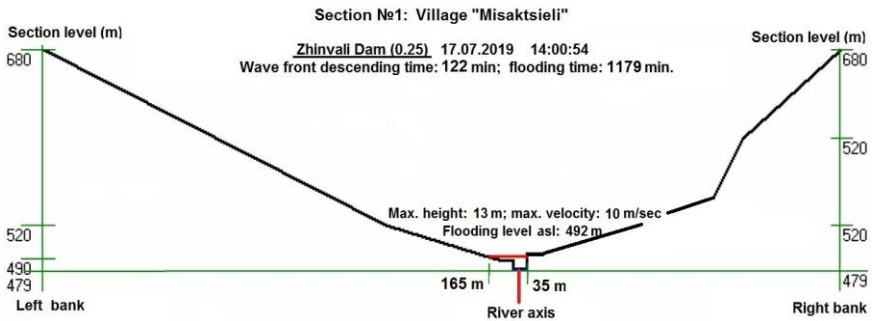 Section №1: Village "Misaktsieli"
Section level (m)
Section level (m)
Zhinvali Dam (0.25) 17.07.2019 14:00:54
Wave front descending time: 122 min; flooding time: 1179 min.
680
680
520
Max. height: 13 m; max. velocity: 10 m/sec
Flooding level asl: 492 m
520
520
490
479
479
165 m
35 m
Left bank
River axis
Right bank